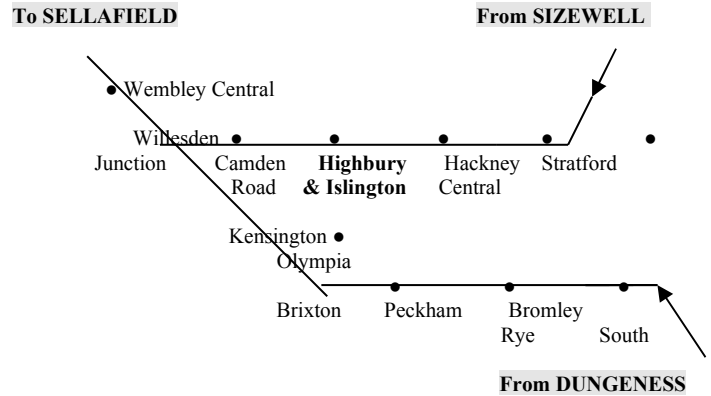 To SELLAFIELD From SIZEWELL
Wembley Central
Willesden
Junction Camden Highbury Hackney Stratford
Road & Islington Central
Kensington
Olympia
Brixton Peckham Bromley
Rye South
From DUNGENESS